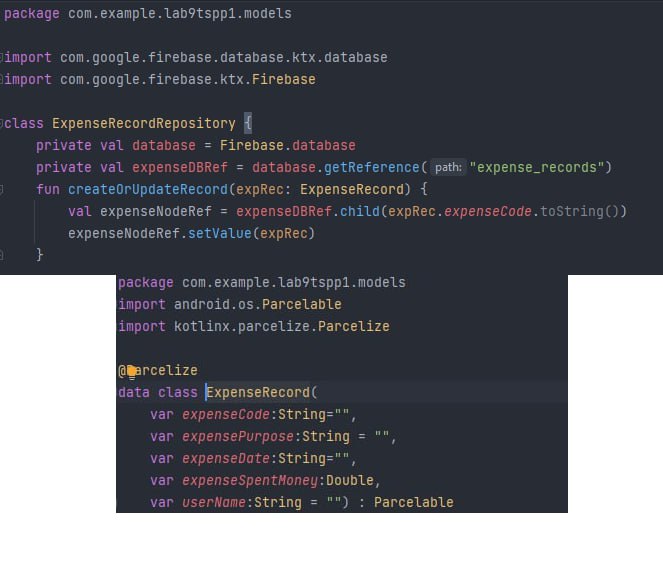 package com.example.lab9tspp1.models
import com.google.firebase.database.ktx.database
import com.google.firebase.ktx.Firebase
class ExpenseRecordRepository {
private val database = Firebase.database
private val expenseDBRef = database.getReference( path: "expense_records")
fun createOrUpdateRecord(expRec: ExpenseRecord) {
val expenseNodeRef = expenseDBRef.child(expRec.expenseCode.toString())
expenseNodeRef.setValue(expRec)
}
package com.example.lab9tspp1.models
import android.os.Parcelable
import kotlinx.parcelize.Parcelize
@Parcelize
data class ExpenseRecord(
var expenseCode:String="",
var expensePurpose:String = "",
var expenseDate:String="",
var expenseSpentMoney:Double,
var userName:String = "") : Parcelable